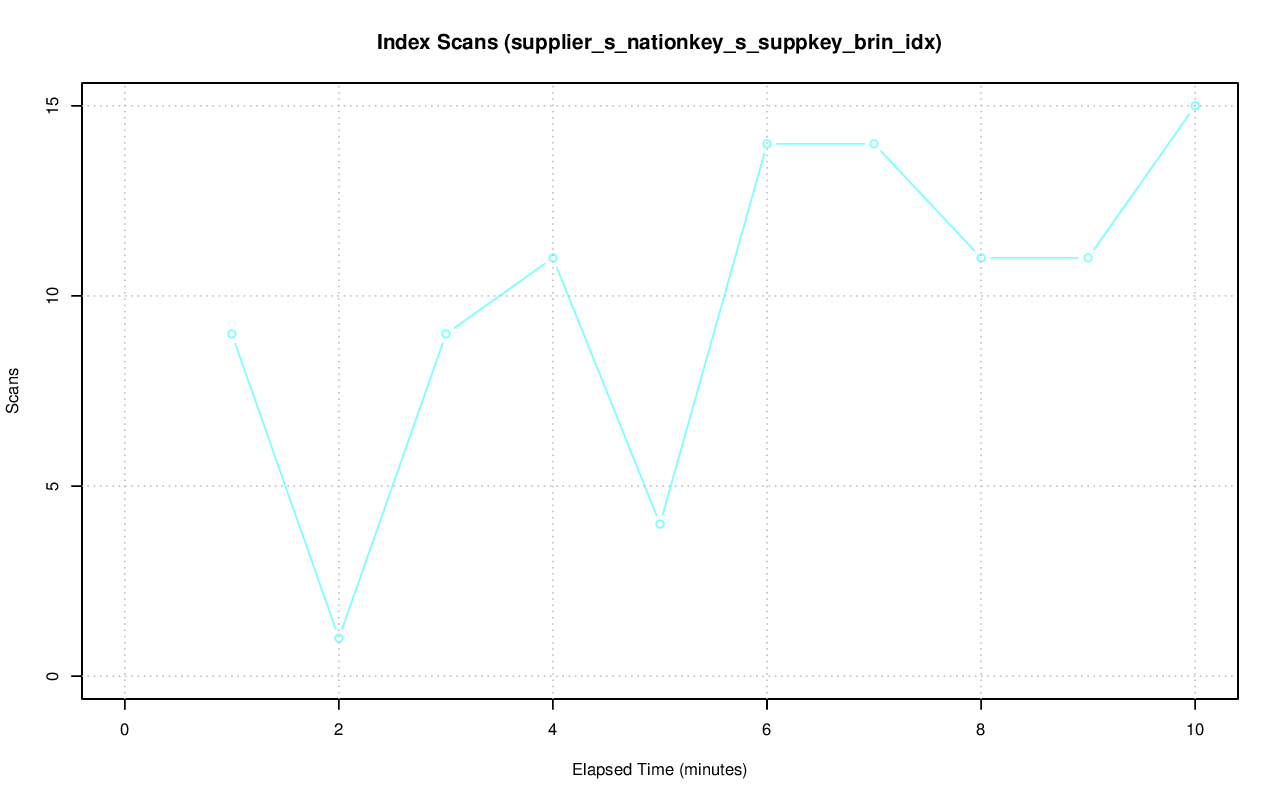 Index Scans (supplier_s_nationkey_s_suppkey_brin_idx)
15
10
5
0
Scans
0 2 4 6 8 10
Elapsed Time (minutes)